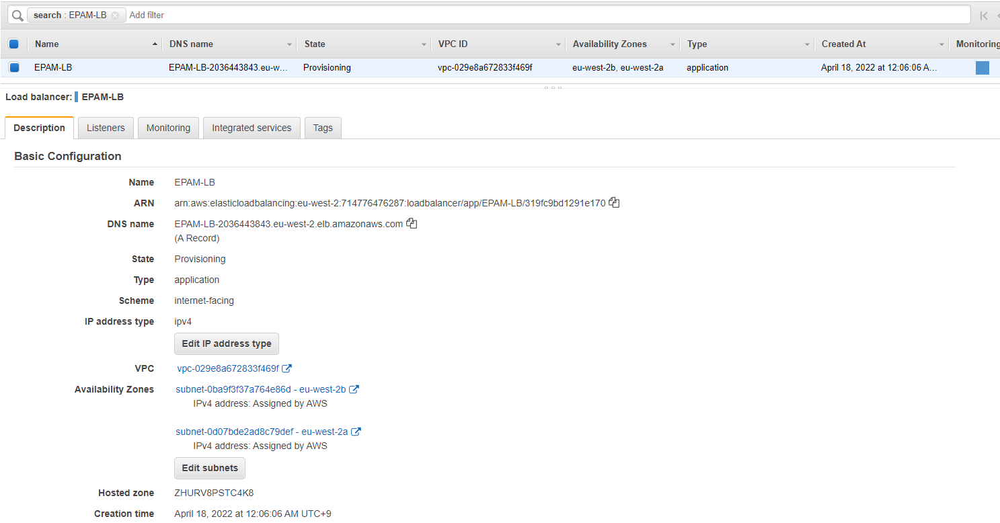 search : EPAM-LB Add filter
Name DNS name State VPC ID Availability Zones Type Created At Monitoring
EPAM-LB EPAM-LB-2036443843.eu-w... Provisioning vpc-029e8a672833f469f eu-west-2b, eu-west-2a application April 18, 2022 at 12:06:06 A...
Load balancer: EPAM-LB
Description Listeners Monitoring Integrated services Tags
Basic Configuration
Name EPAM-LB
ARN arn:aws:elasticloadbalancing:eu-west-2:714776476287:loadbalancer/app/EPAM-LB/319fc9bd1291e170
DNS name EPAM-LB-2036443843.eu-west-2.elb.amazonaws.com
(A Record)
State Provisioning
Type application
Scheme internet-facing
IP address type ipv4
Edit IP address type
VPC vpc-029e8a672833f469f
Availability Zones subnet-0ba9f3f37a764e86d - eu-west-2b
IPv4 address: Assigned by AWS
subnet-0d07bde2ad8c79def - eu-west-2a
IPv4 address: Assigned by AWS
Edit subnets
Hosted zone ZHURV8PSTC4K8
Creation time April 18, 2022 at 12:06:06 AM UTC+9